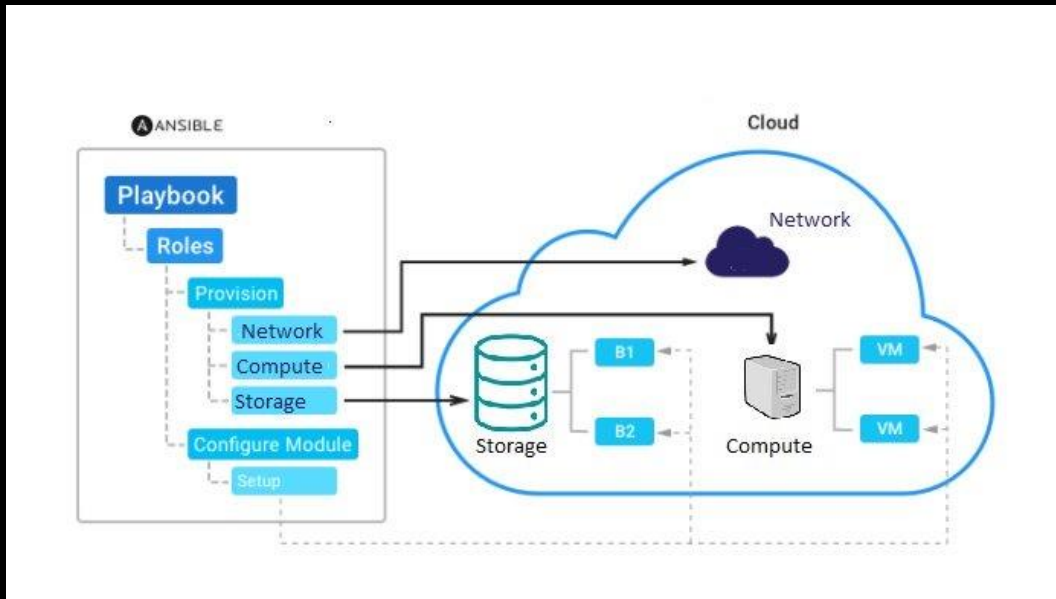 ANSIBLE
Cloud
Playbook
Roles
Provision
Network
Compute
Storage
Configure Module
Setup
Network
Storage
B1
B2
Compute
VM
VM